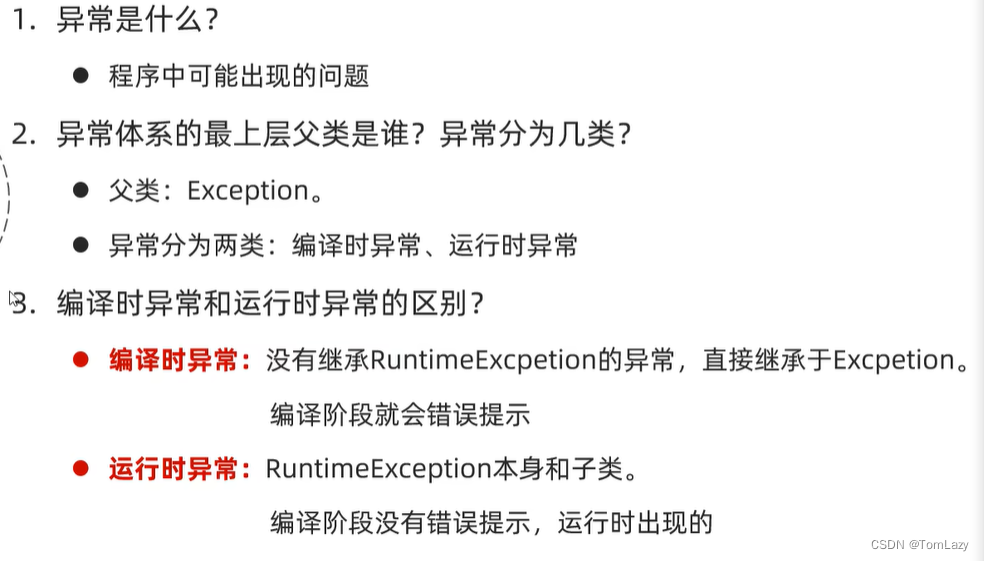 1. 异常是什么？
● 程序中可能出现的问题
2. 异常体系的最上层父类是谁？异常分为几类？
● 父类：Exception。
● 异常分为两类：编译时异常、运行时异常
3. 编译时异常和运行时异常的区别？
● 编译时异常：没有继承RuntimeExcpetion的异常，直接继承于Excpetion。
编译阶段就会错误提示
● 运行时异常：RuntimeException本身和子类。
编译阶段没有错误提示，运行时出现的
CSDN @TomLazy